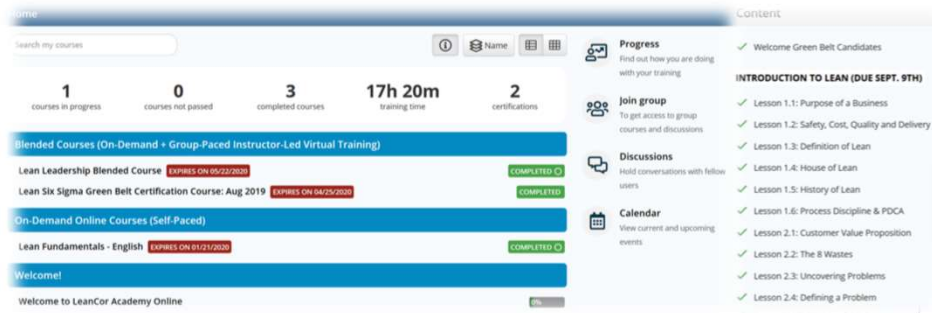 Home
Search my courses
Name
1
courses in progress
0
courses not passed
3
completed courses
17h 20m
training time
2
certifications
Blended Courses (On-Demand + Group-Paced Instructor-Led Virtual Training)
Lean Leadership Blended Course EXPIRES ON 05/22/2020 COMPLETED
Lean Six Sigma Green Belt Certification Course: Aug 2019 EXPIRES ON 04/25/2020 COMPLETED
On-Demand Online Courses (Self-Paced)
Lean Fundamentals - English EXPIRES ON 01/21/2020 COMPLETED
Welcome!
Welcome to LeanCor Academy Online 0%
Progress
Find out how you are doing
with your training
Join group
To get access to group
courses and discussions
Discussions
Hold conversations with fellow
users
Calendar
View current and upcoming
events
Content
Welcome Green Belt Candidates
INTRODUCTION TO LEAN (DUE SEPT. 9TH)
Lesson 1.1: Purpose of a Business
Lesson 1.2: Safety, Cost, Quality and Delivery
Lesson 1.3: Definition of Lean
Lesson 1.4: House of Lean
Lesson 1.5: History of Lean
Lesson 1.6: Process Discipline & PDCA
Lesson 2.1: Customer Value Proposition
Lesson 2.2: The 8 Wastes
Lesson 2.3: Uncovering Problems
Lesson 2.4: Defining a Problem